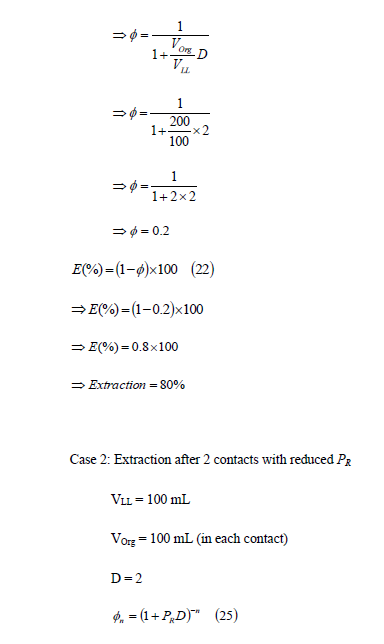 ⇒ ϕ = 1 / (1 + (V_Org / V_LL) D)
⇒ ϕ = 1 / (1 + (200 / 100) × 2)
⇒ ϕ = 1 / (1 + 2 × 2)
⇒ ϕ = 0.2
E(%) = (1 − ϕ) × 100 (22)
⇒ E(%) = (1 − 0.2) × 100
⇒ E(%) = 0.8 × 100
⇒ Extraction = 80%
Case 2: Extraction after 2 contacts with reduced P_R
V_LL = 100 mL
V_Org = 100 mL (in each contact)
D = 2
ϕ_n = (1 + P_R D)^−n (25)